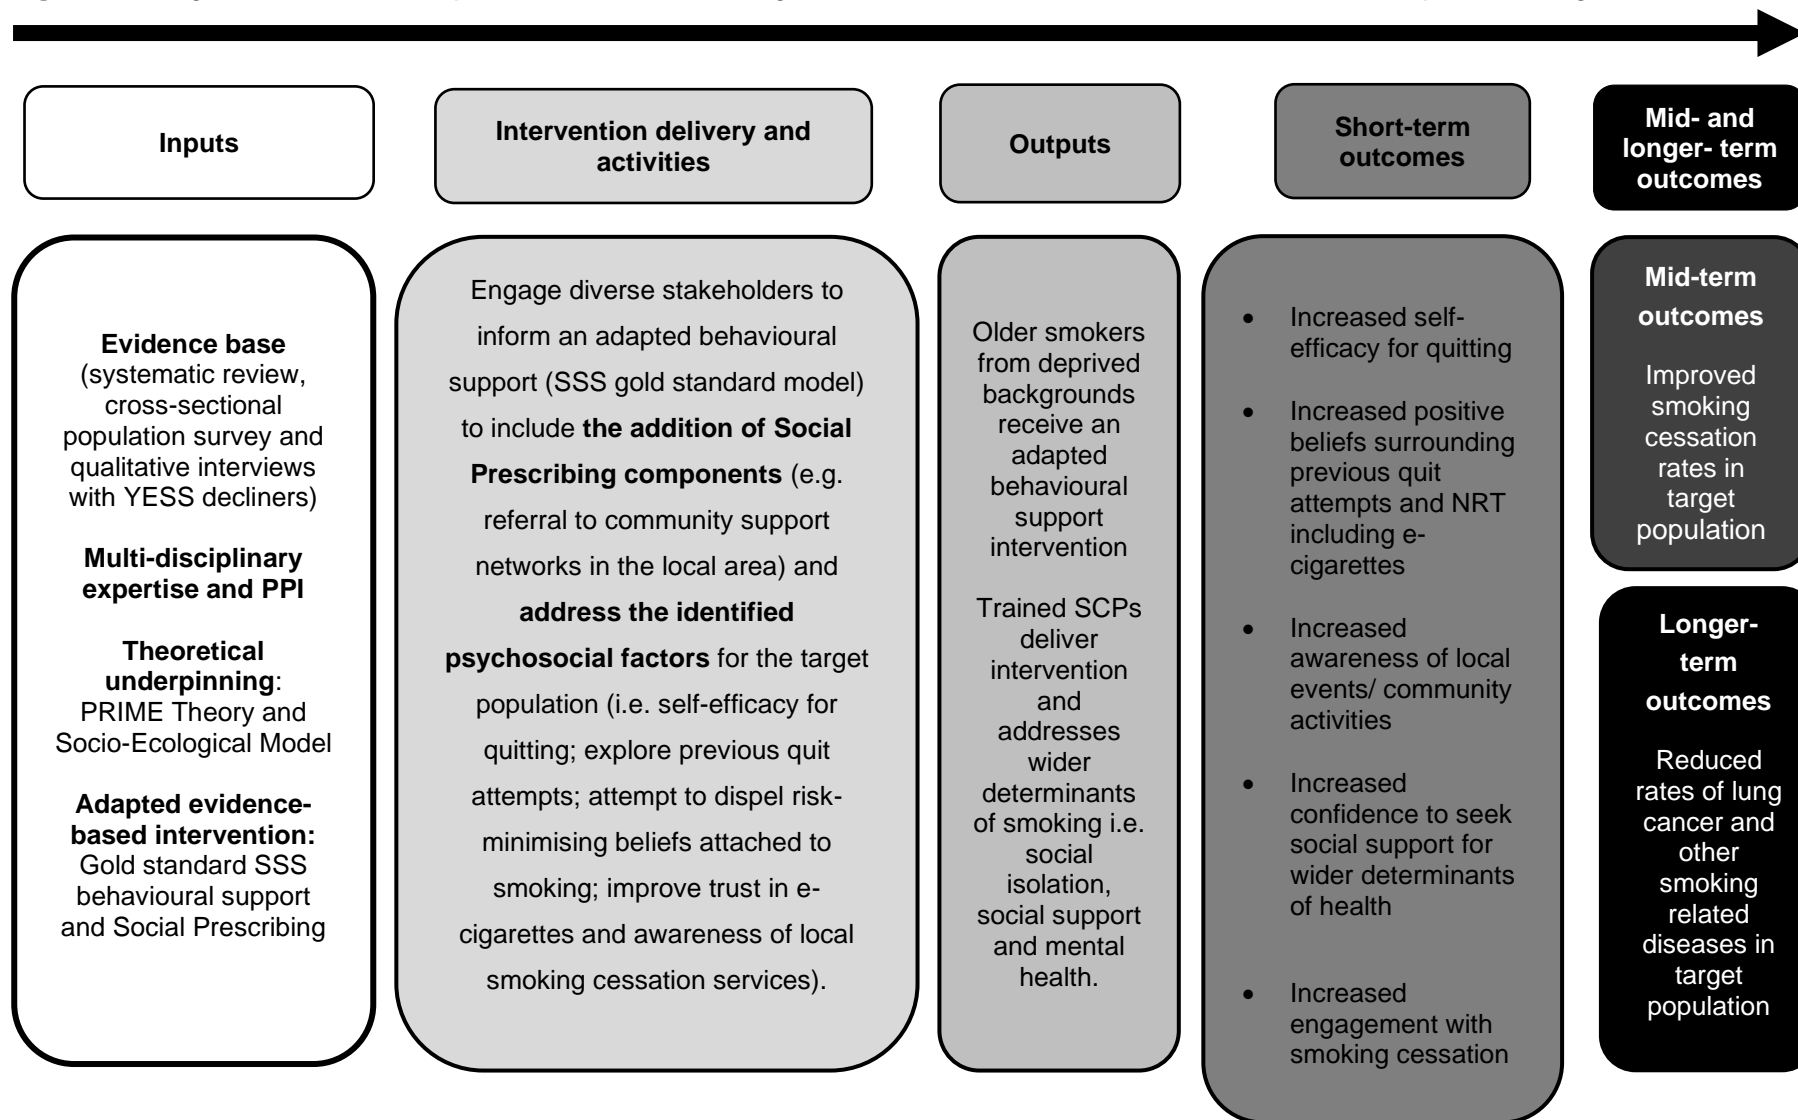 Inputs
Intervention delivery and
activities
Outputs
Short-term
outcomes
Mid- and
longer- term
outcomes
Evidence base
(systematic review,
cross-sectional
population survey and
qualitative interviews
with YESS decliners)
Multi-disciplinary
expertise and PPI
Theoretical
underpinning:
PRIME Theory and
Socio-Ecological Model
Adapted evidence-
based intervention:
Gold standard SSS
behavioural support
and Social Prescribing
Engage diverse stakeholders to
inform an adapted behavioural
support (SSS gold standard model)
to include the addition of Social
Prescribing components (e.g.
referral to community support
networks in the local area) and
address the identified
psychosocial factors for the target
population (i.e. self-efficacy for
quitting; explore previous quit
attempts; attempt to dispel risk-
minimising beliefs attached to
smoking; improve trust in e-
cigarettes and awareness of local
smoking cessation services).
Older smokers
from deprived
backgrounds
receive an
adapted
behavioural
support
intervention
Trained SCPs
deliver
intervention
and
addresses
wider
determinants
of smoking i.e.
social
isolation,
social support
and mental
health.
• Increased self-
efficacy for quitting
• Increased positive
beliefs surrounding
previous quit
attempts and NRT
including e-
cigarettes
• Increased
awareness of local
events/ community
activities
• Increased
confidence to seek
social support for
wider determinants
of health
• Increased
engagement with
smoking cessation
Mid-term
outcomes
Improved
smoking
cessation
rates in
target
population
Longer-
term
outcomes
Reduced
rates of lung
cancer and
other
smoking
related
diseases in
target
population